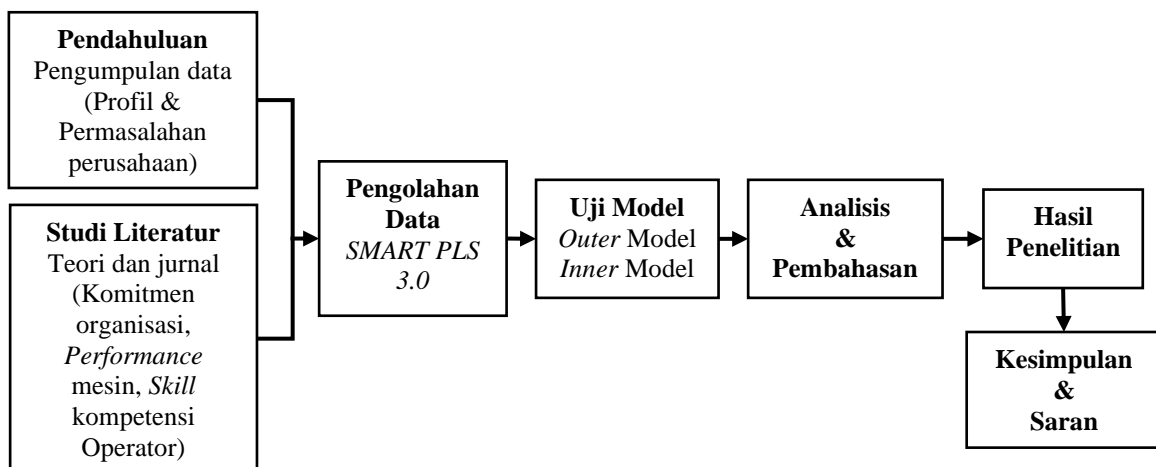 Pendahuluan
Pengumpulan data
(Profil &
Permasalahan
perusahaan)
Studi Literatur
Teori dan jurnal
(Komitmen
organisasi,
Performance
mesin, Skill
kompetensi
Operator)
Pengolahan
Data
SMART PLS
3.0
Uji Model
Outer Model
Inner Model
Analisis
&
Pembahasan
Hasil
Penelitian
Kesimpulan
&
Saran